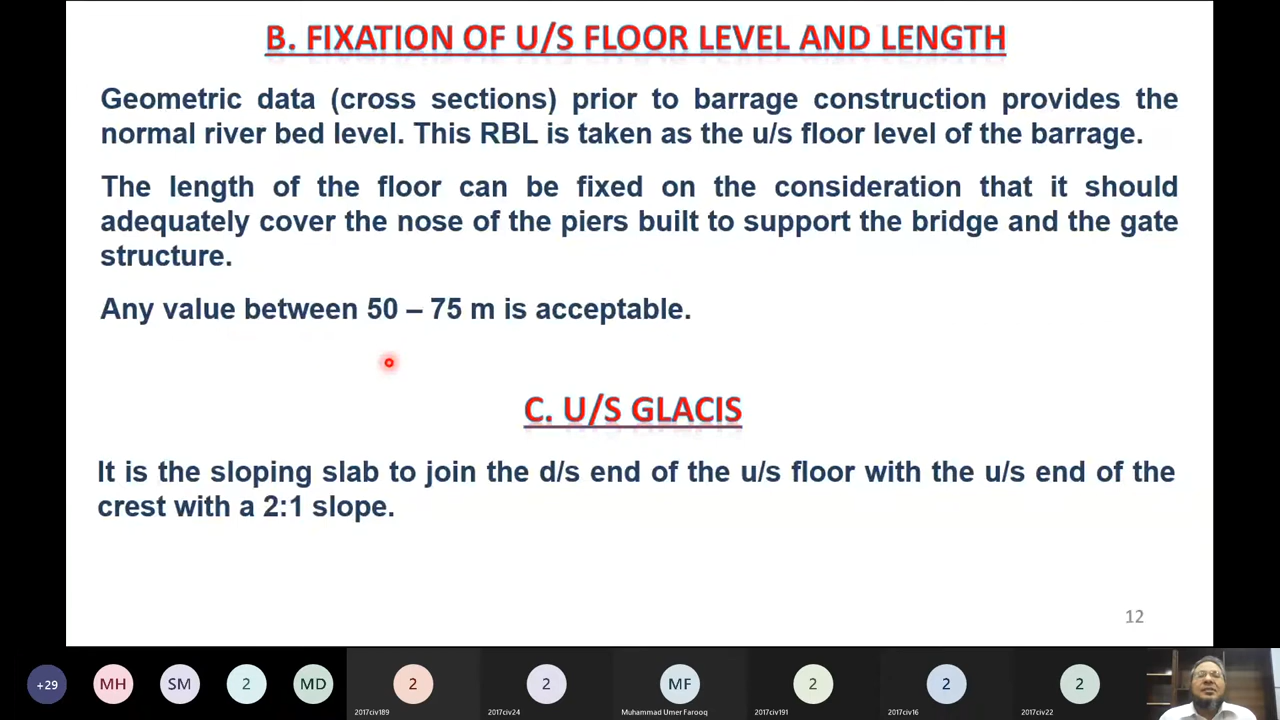 B. FIXATION OF U/S FLOOR LEVEL AND LENGTH
Geometric data (cross sections) prior to barrage construction provides the
normal river bed level. This RBL is taken as the u/s floor level of the barrage.
The length of the floor can be fixed on the consideration that it should
adequately cover the nose of the piers built to support the bridge and the gate
structure.
Any value between 50 – 75 m is acceptable.
C. U/S GLACIS
It is the sloping slab to join the d/s end of the u/s floor with the u/s end of the
crest with a 2:1 slope.
12
+29 MH SM 2 MD 2 2 MF 2 2 2
2017civ189 2017civ24 Muhammad Umer Farooq 2017civ191 2017civ16 2017civ22